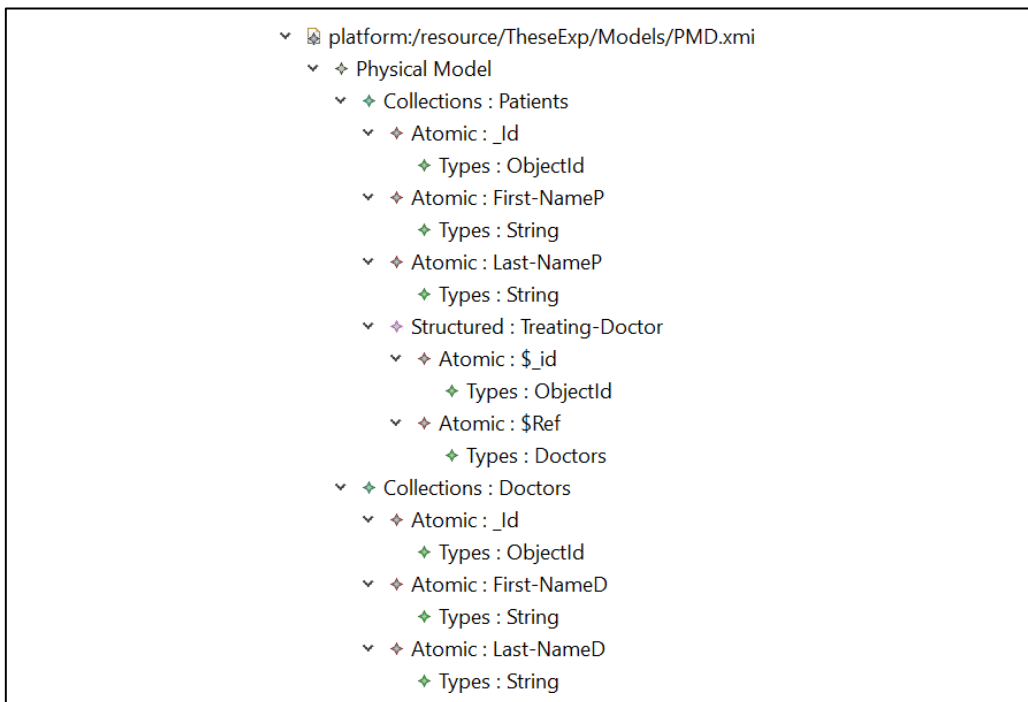 platform:/resource/TheseExp/Models/PMD.xmi
Physical Model
Collections : Patients
Atomic : _Id
Types : ObjectId
Atomic : First-NameP
Types : String
Atomic : Last-NameP
Types : String
Structured : Treating-Doctor
Atomic : $_id
Types : ObjectId
Atomic : $Ref
Types : Doctors
Collections : Doctors
Atomic : _Id
Types : ObjectId
Atomic : First-NameD
Types : String
Atomic : Last-NameD
Types : String